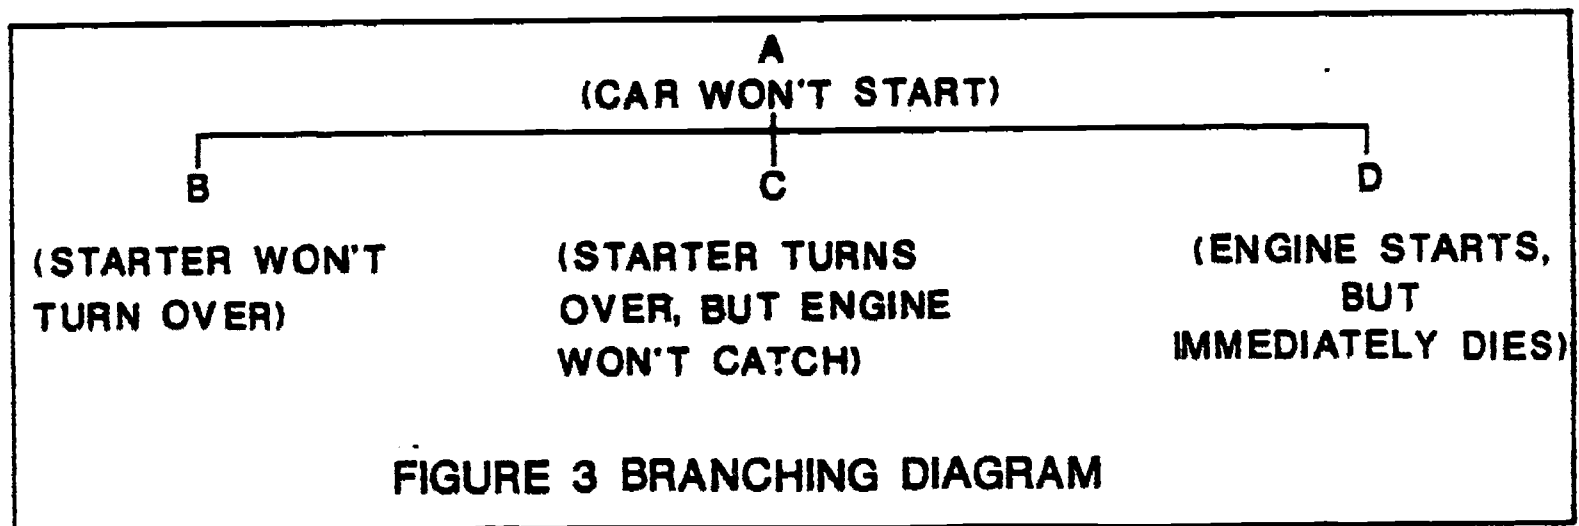 A
(CAR WON'T START)
B
C
D
(STARTER WON'T
TURN OVER)
(STARTER TURNS
OVER, BUT ENGINE
WON'T CATCH)
(ENGINE STARTS,
BUT
IMMEDIATELY DIES)
FIGURE 3 BRANCHING DIAGRAM